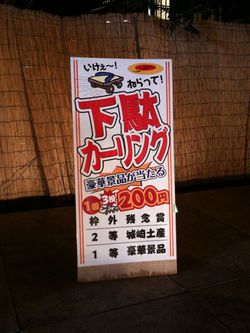 いけぇ～!
ねらって!
下駄
カーリング
豪華景品が当たる
1回 3投 200円
枠外 残念賞
2等 城崎土産
1等 豪華景品